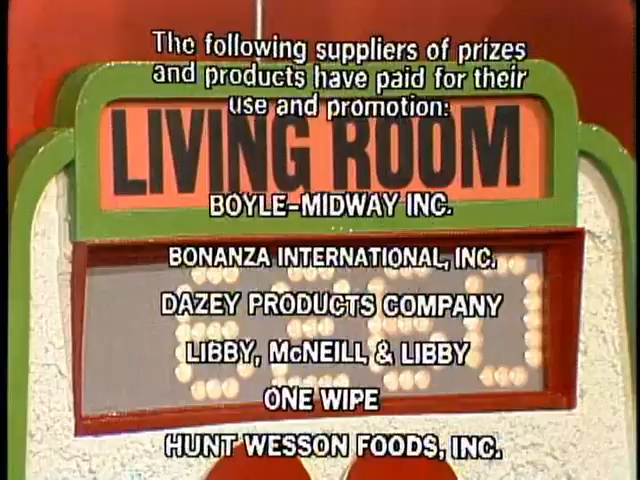 The following suppliers of prizes
and products have paid for their
use and promotion:
LIVING ROOM
BOYLE-MIDWAY INC.
BONANZA INTERNATIONAL, INC.
DAZEY PRODUCTS COMPANY
LIBBY, McNEILL & LIBBY
ONE WIPE
HUNT WESSON FOODS, INC.